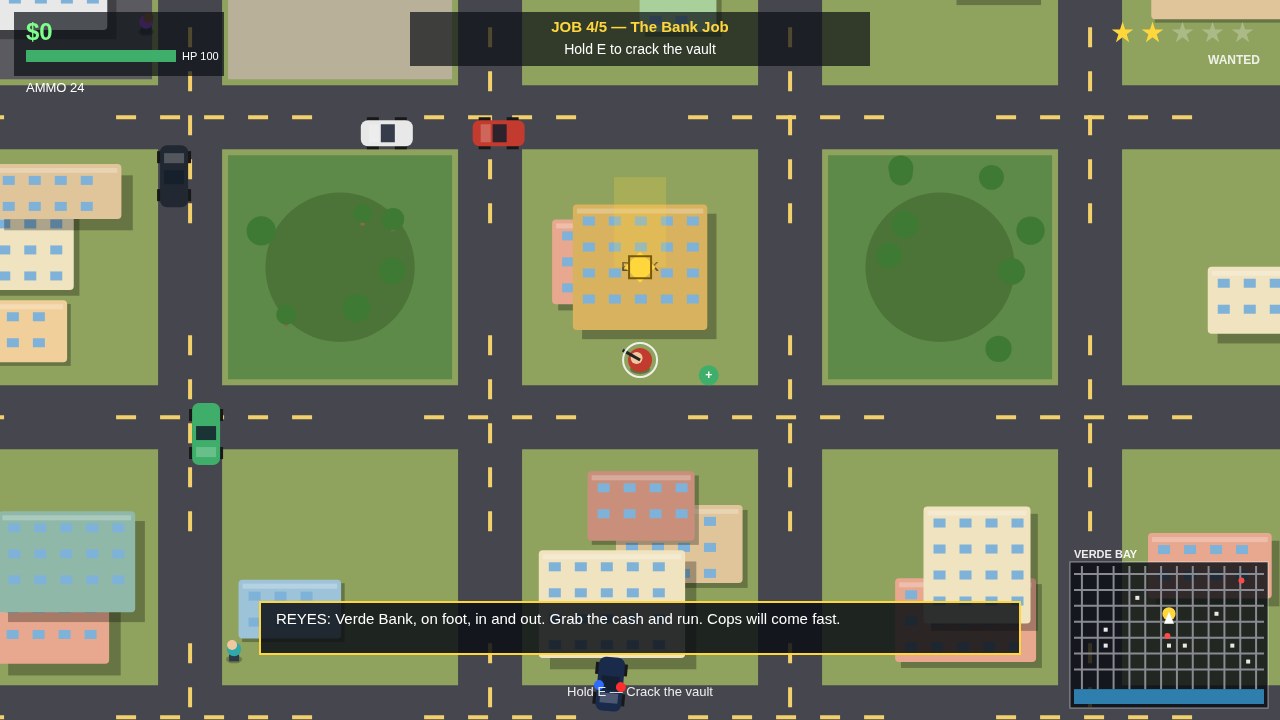 $0
HP 100
AMMO 24
JOB 4/5 — The Bank Job
Hold E to crack the vault
WANTED
REYES: Verde Bank, on foot, in and out. Grab the cash and run. Cops will come fast.
Hold E — Crack the vault
VERDE BAY